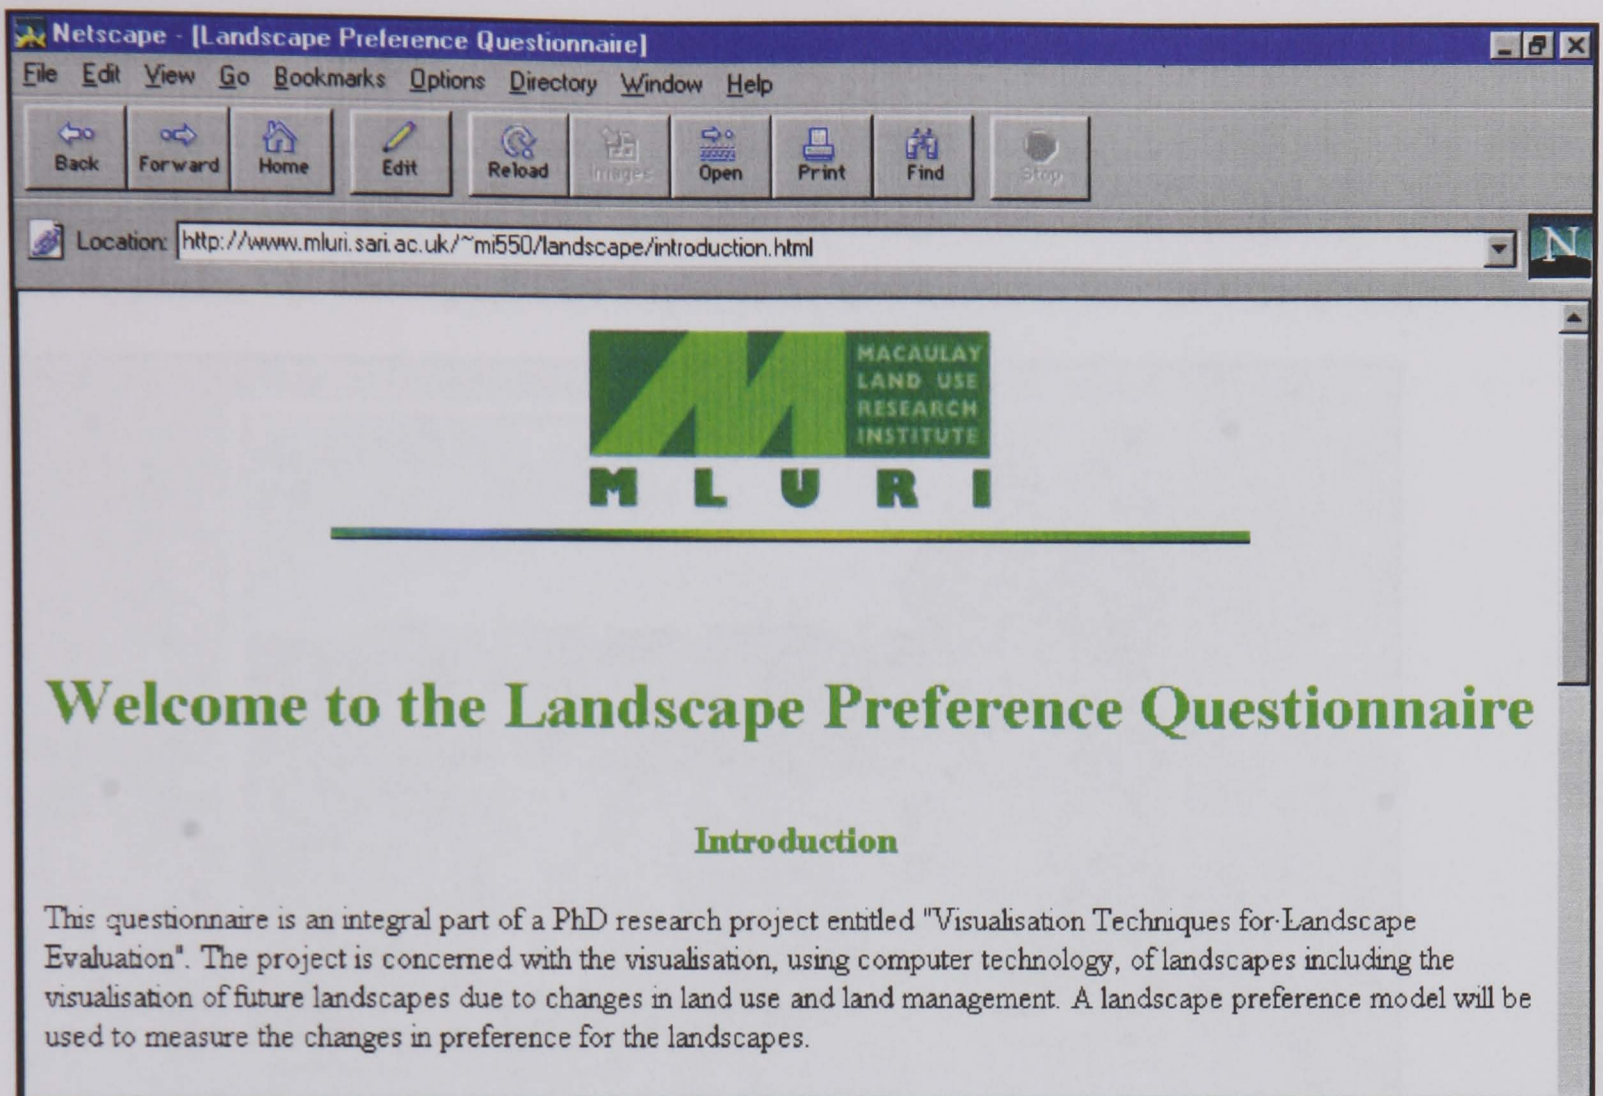 Netscape - [Landscape Preference Questionnaire]
File Edit View Go Bookmarks Options Directory Window Help
Back Forward Home Edit Reload Images Open Print Find Stop
Location: http://www.mluri.sari.ac.uk/~mi550/landscape/introduction.html
N
MACAULAY
LAND USE
RESEARCH
INSTITUTE
MLURI
Welcome to the Landscape Preference Questionnaire
Introduction
This questionnaire is an integral part of a PhD research project entitled "Visualisation Techniques for Landscape
Evaluation". The project is concerned with the visualisation, using computer technology, of landscapes including the
visualisation of future landscapes due to changes in land use and land management. A landscape preference model will be
used to measure the changes in preference for the landscapes.